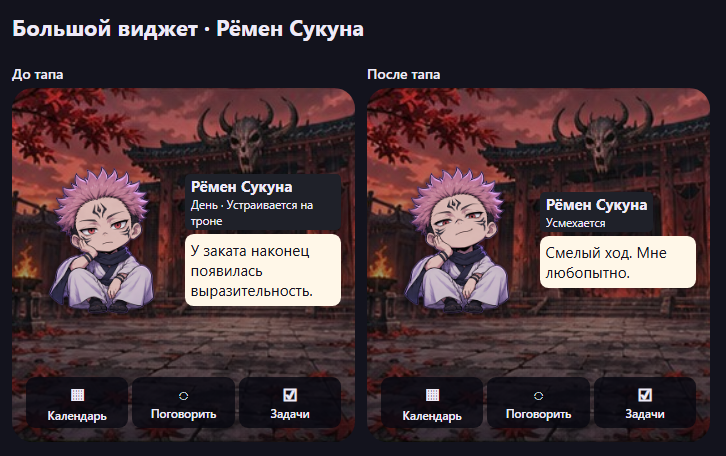 Большой виджет · Рёмен Сукуна
До тапа
Рёмен Сукуна
День · Устраивается на
троне
У заката наконец
появилась
выразительность.
Календарь
Поговорить
Задачи
После тапа
Рёмен Сукуна
Усмехается
Смелый ход. Мне
любопытно.
Календарь
Поговорить
Задачи